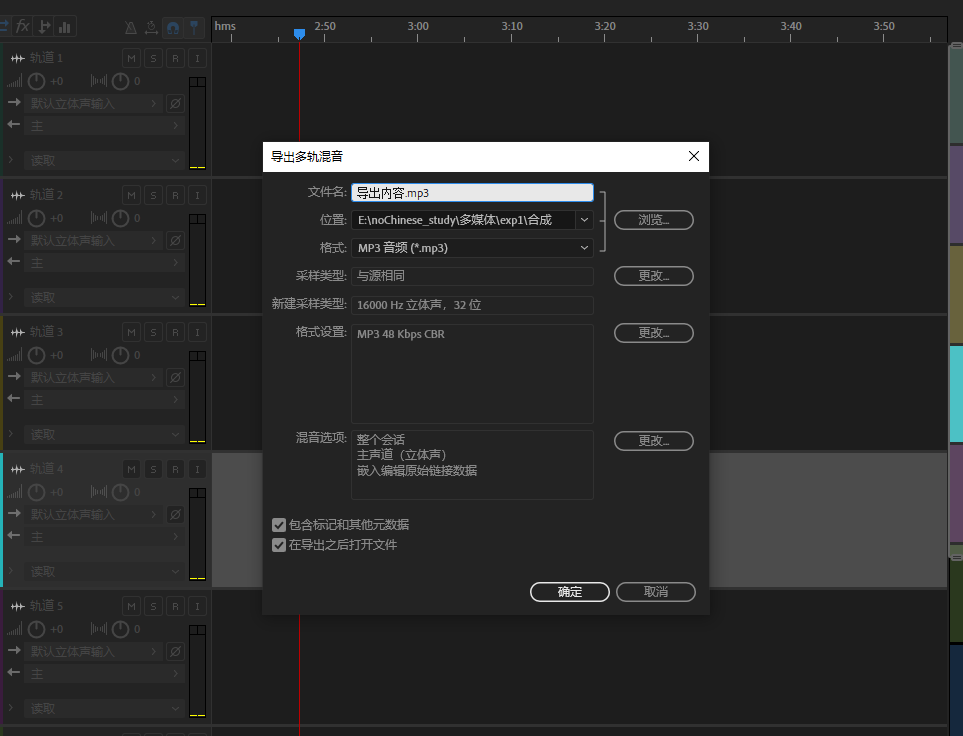 fx
hms 2:50 3:00 3:10 3:20 3:30 3:40 3:50
轨道 1 M S R I
+0 0
默认立体声输入
主
读取
轨道 2 M S R I
+0 0
默认立体声输入
主
读取
轨道 3 M S R I
+0 0
默认立体声输入
主
读取
轨道 4 M S R I
+0 0
默认立体声输入
主
读取
轨道 5 M S R I
+0 0
默认立体声输入
主
读取
导出多轨混音
文件名: 导出内容.mp3
位置: E:\noChinese_study\多媒体\exp1\合成 浏览...
格式: MP3 音频 (*.mp3)
采样类型: 与源相同 更改...
新建采样类型: 16000 Hz 立体声，32 位
格式设置: MP3 48 Kbps CBR 更改...
混音选项: 整个会话 更改...
主声道（立体声）
嵌入编辑原始链接数据
包含标记和其他元数据
在导出之后打开文件
确定 取消